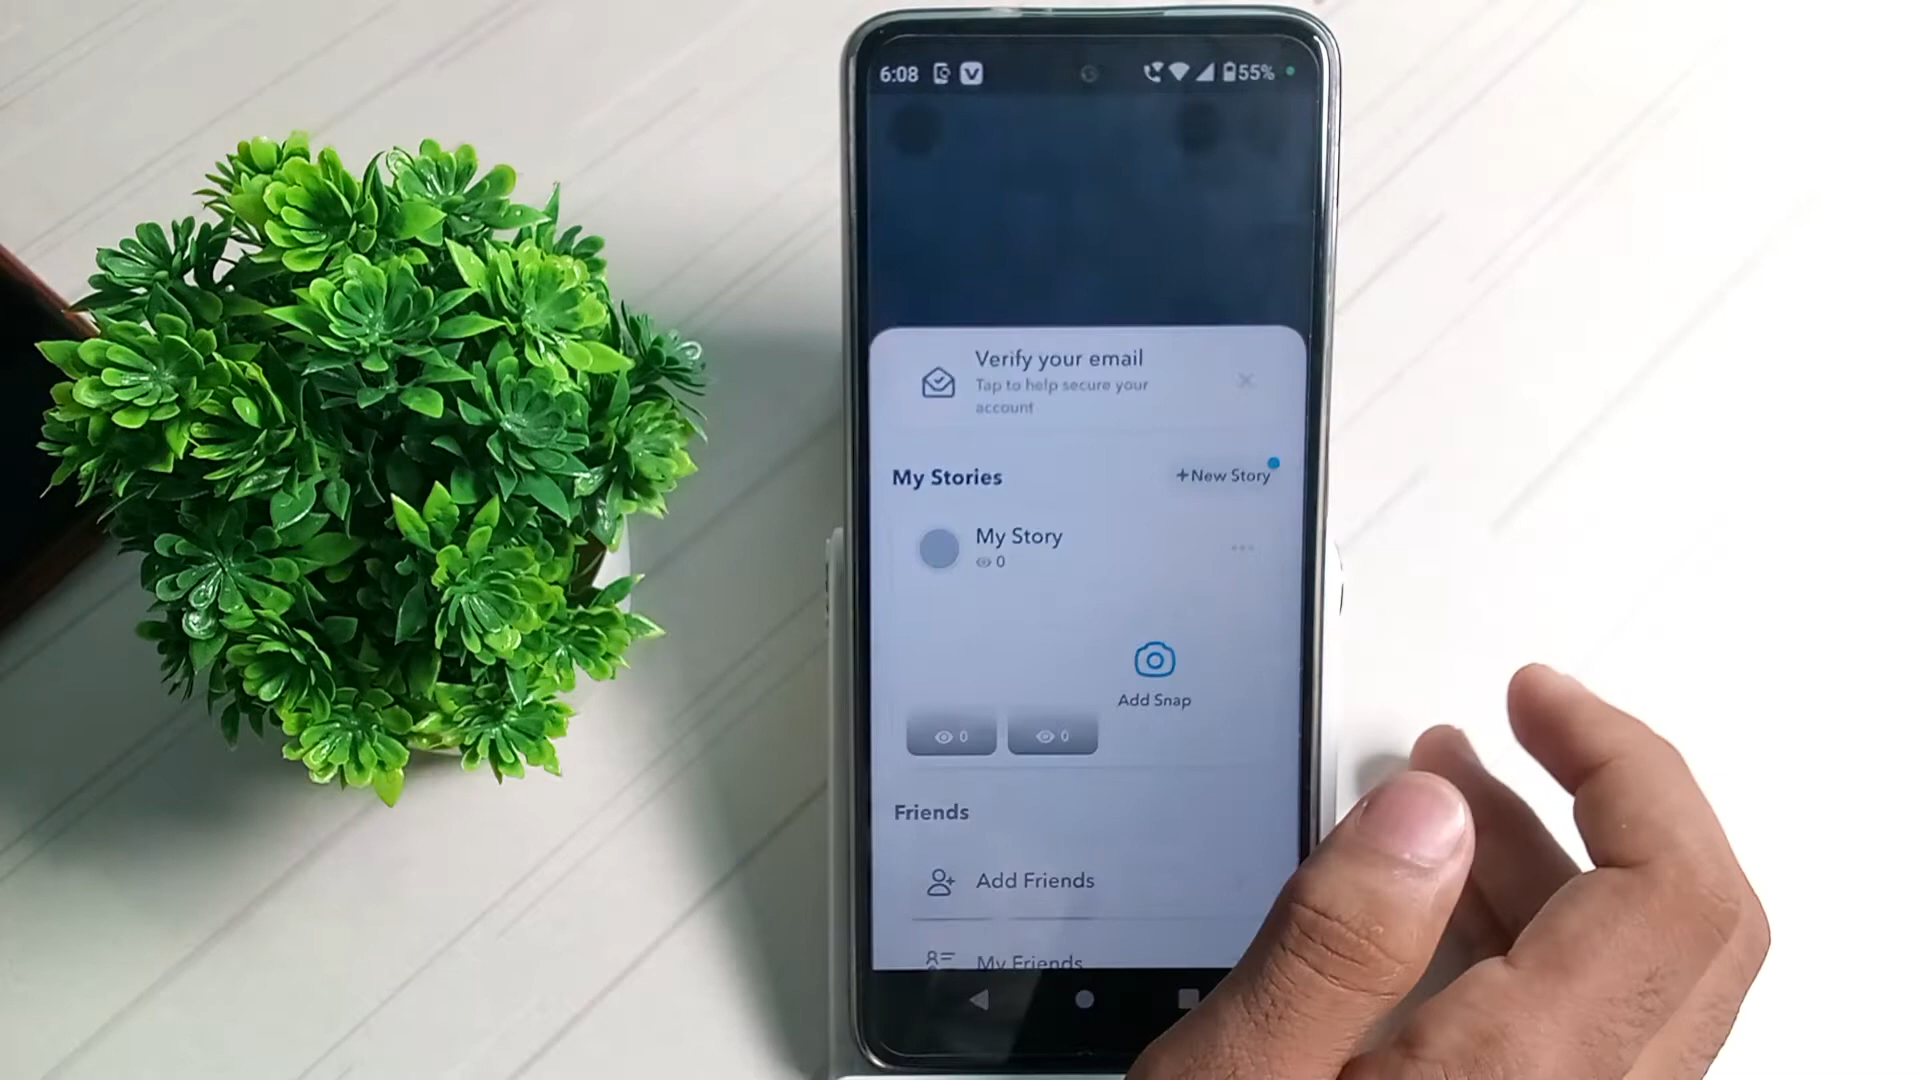 6:08
55%
Verify your email
Tap to help secure your
account
My Stories
+New Story
My Story
0
Add Snap
0
0
Friends
Add Friends
My Friends